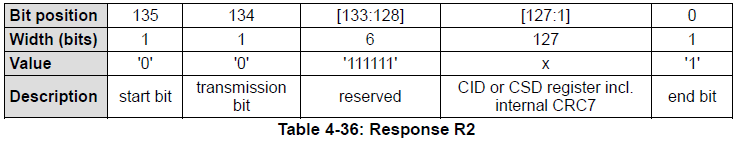 Bit position 135 134 [133:128] [127:1] 0
Width (bits) 1 1 6 127 1
Value '0' '0' '111111' x '1'
Description start bit transmission bit reserved CID or CSD register incl. internal CRC7 end bit
Table 4-36: Response R2